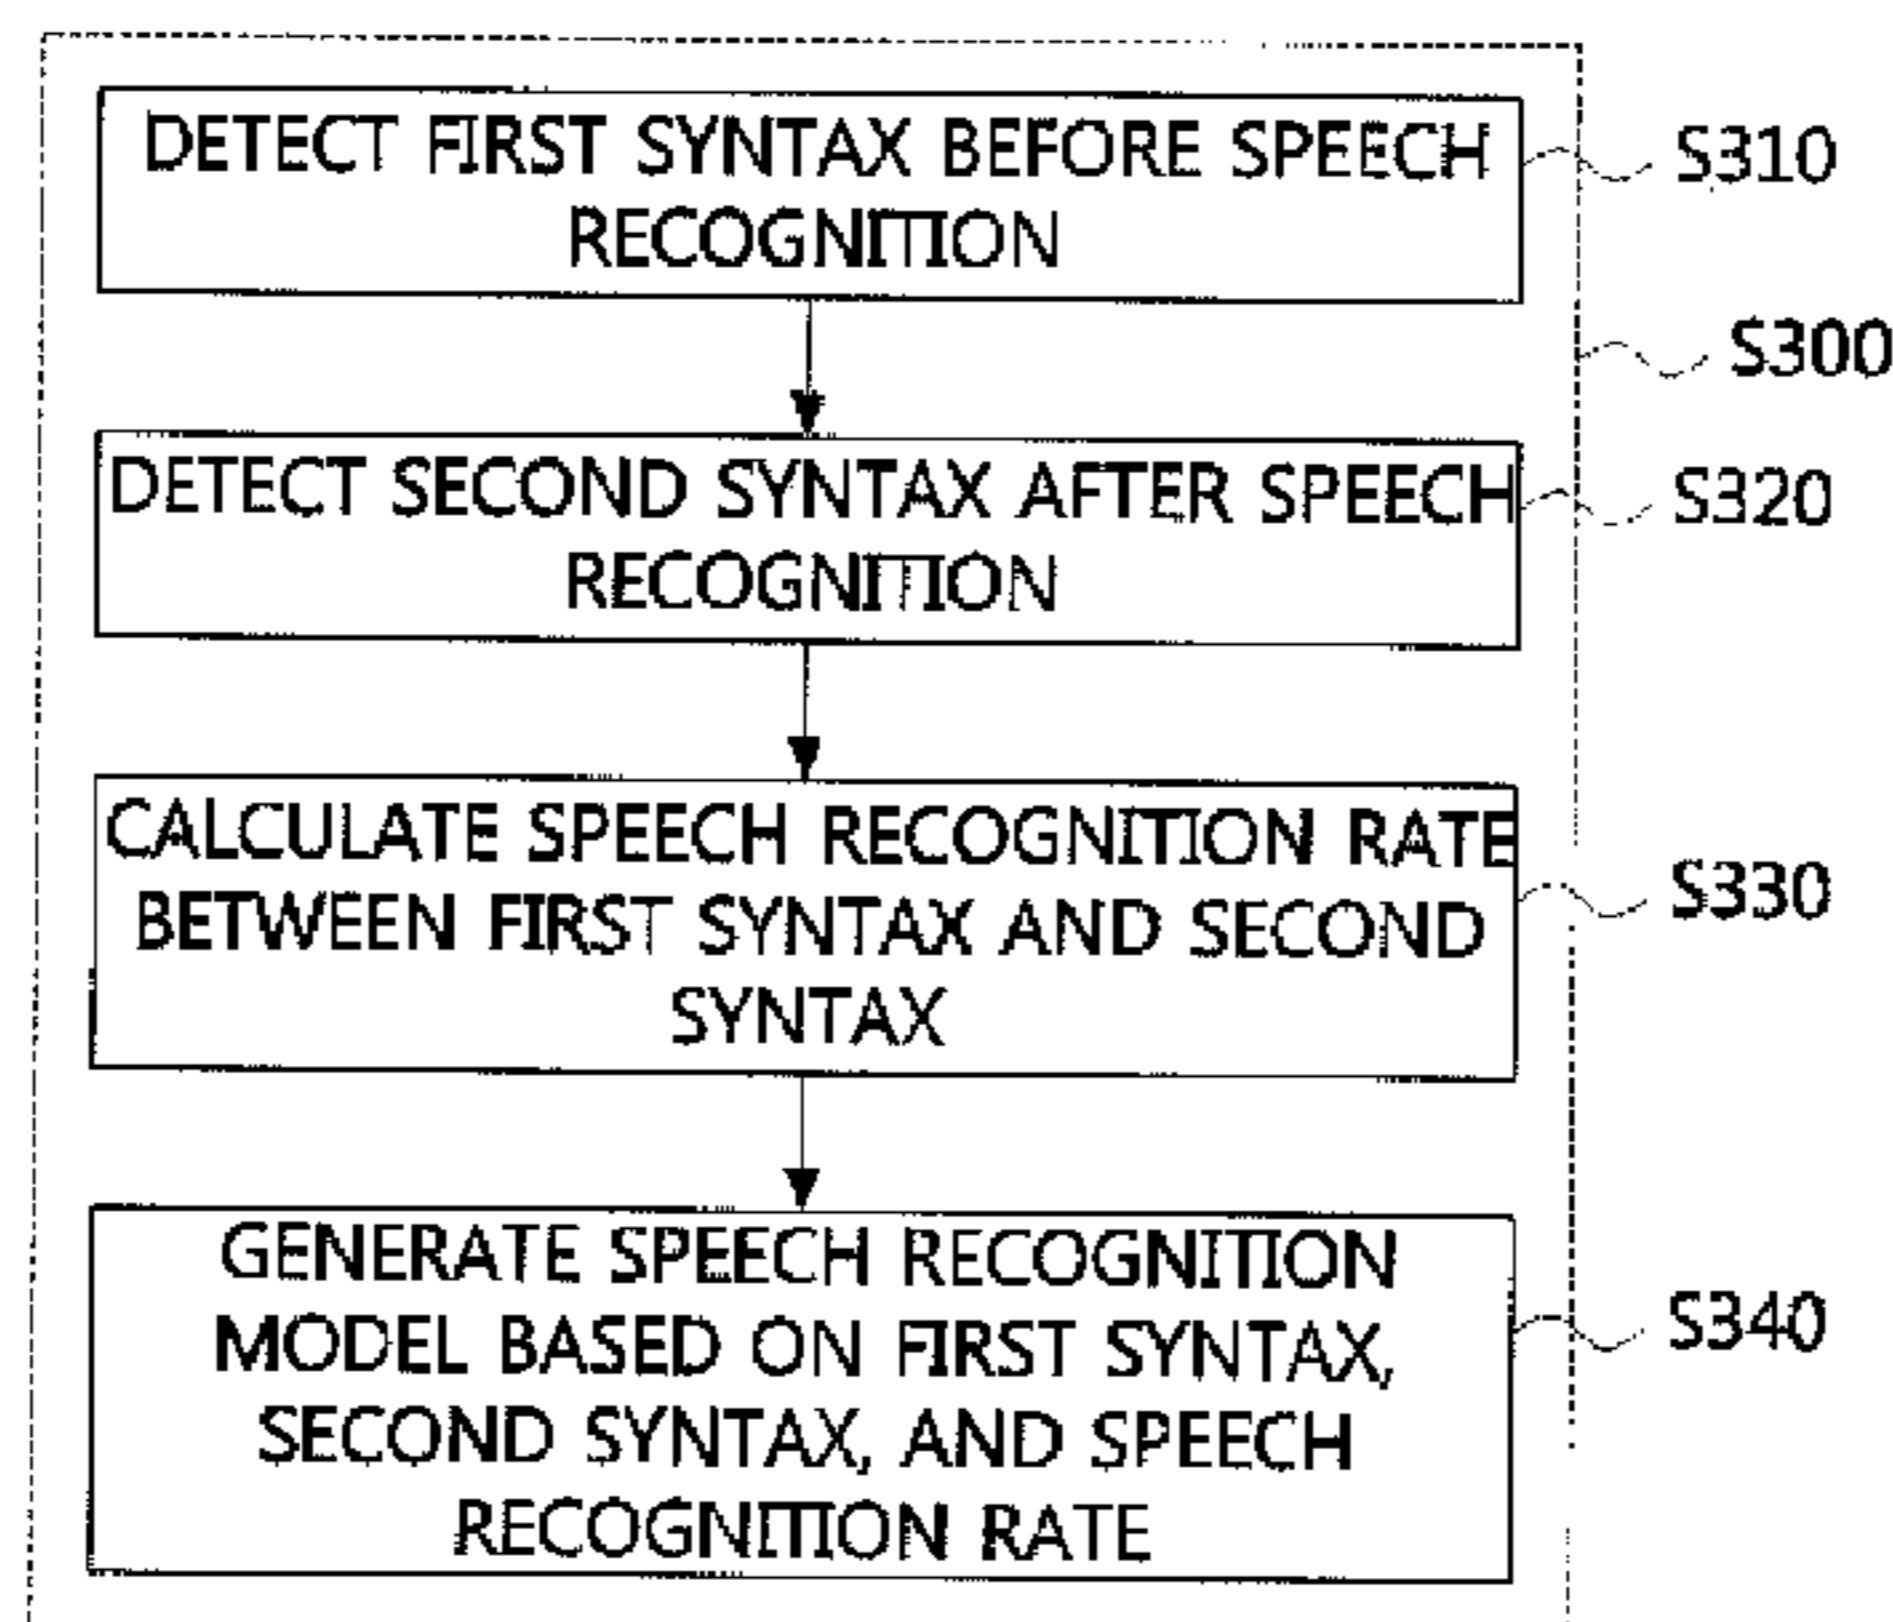 DETECT FIRST SYNTAX BEFORE SPEECH
RECOGNITION
S310
S300
DETECT SECOND SYNTAX AFTER SPEECH
RECOGNITION
S320
CALCULATE SPEECH RECOGNITION RATE
BETWEEN FIRST SYNTAX AND SECOND
SYNTAX
S330
GENERATE SPEECH RECOGNITION
MODEL BASED ON FIRST SYNTAX,
SECOND SYNTAX, AND SPEECH
RECOGNITION RATE
S340